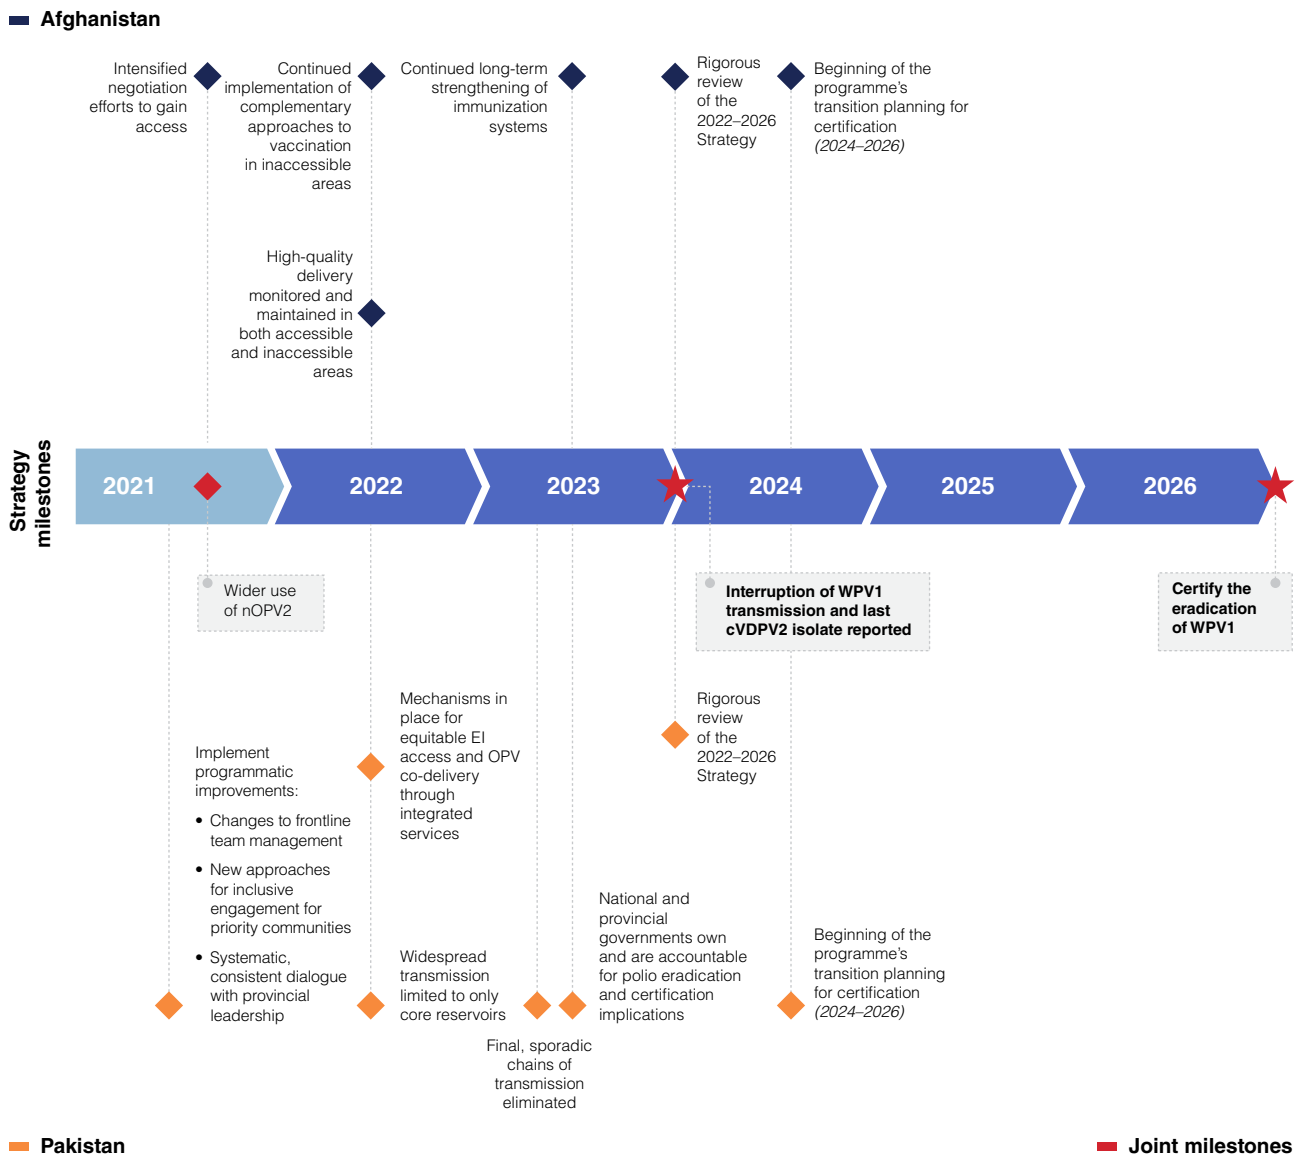 Afghanistan
Intensified
negotiation
efforts to gain
access
Continued
implementation of
complementary
approaches to
vaccination
in inaccessible
areas
Continued long-term
strengthening of
immunization
systems
Rigorous
review
of the
2022–2026
Strategy
Beginning of the
programme’s
transition planning for
certification
(2024–2026)
High-quality
delivery
monitored and
maintained in
both accessible
and inaccessible
areas
Strategy
milestones
2021
2022
2023
2024
2025
2026
Wider use
of nOPV2
Interruption of WPV1
transmission and last
cVDPV2 isolate reported
Certify the
eradication
of WPV1
Implement
programmatic
improvements:
• Changes to frontline
team management
• New approaches
for inclusive
engagement for
priority communities
• Systematic,
consistent dialogue
with provincial
leadership
Mechanisms in
place for
equitable EI
access and OPV
co-delivery
through
integrated
services
Widespread
transmission
limited to only
core reservoirs
Final, sporadic
chains of
transmission
eliminated
National and
provincial
governments own
and are accountable
for polio eradication
and certification
implications
Rigorous
review
of the
2022–2026
Strategy
Beginning of the
programme’s
transition planning
for certification
(2024–2026)
Pakistan
Joint milestones